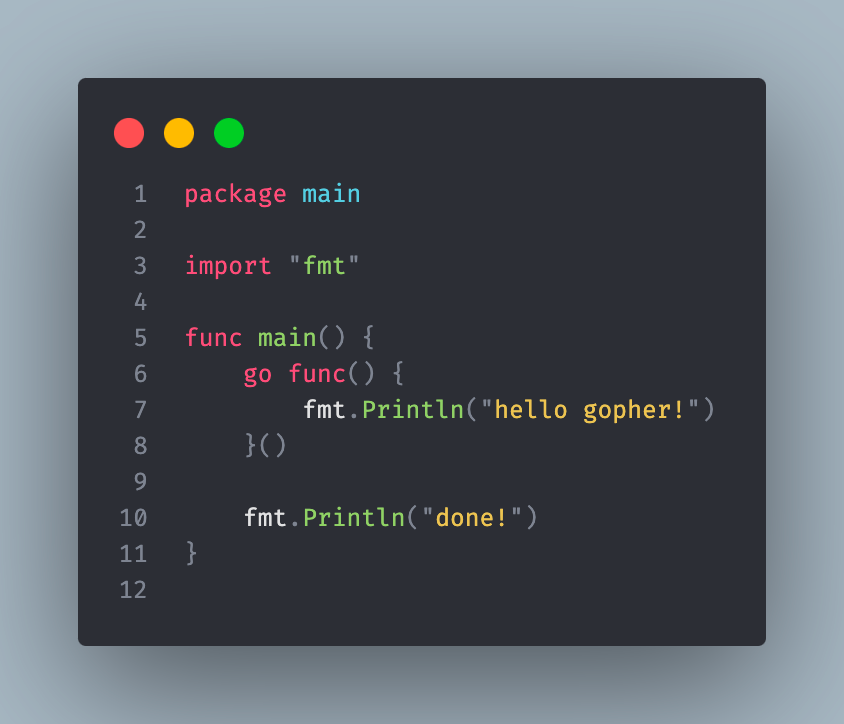 1 package main
2
3 import "fmt"
4
5 func main() {
6     go func() {
7         fmt.Println("hello gopher!")
8     }()
9
10     fmt.Println("done!")
11 }
12